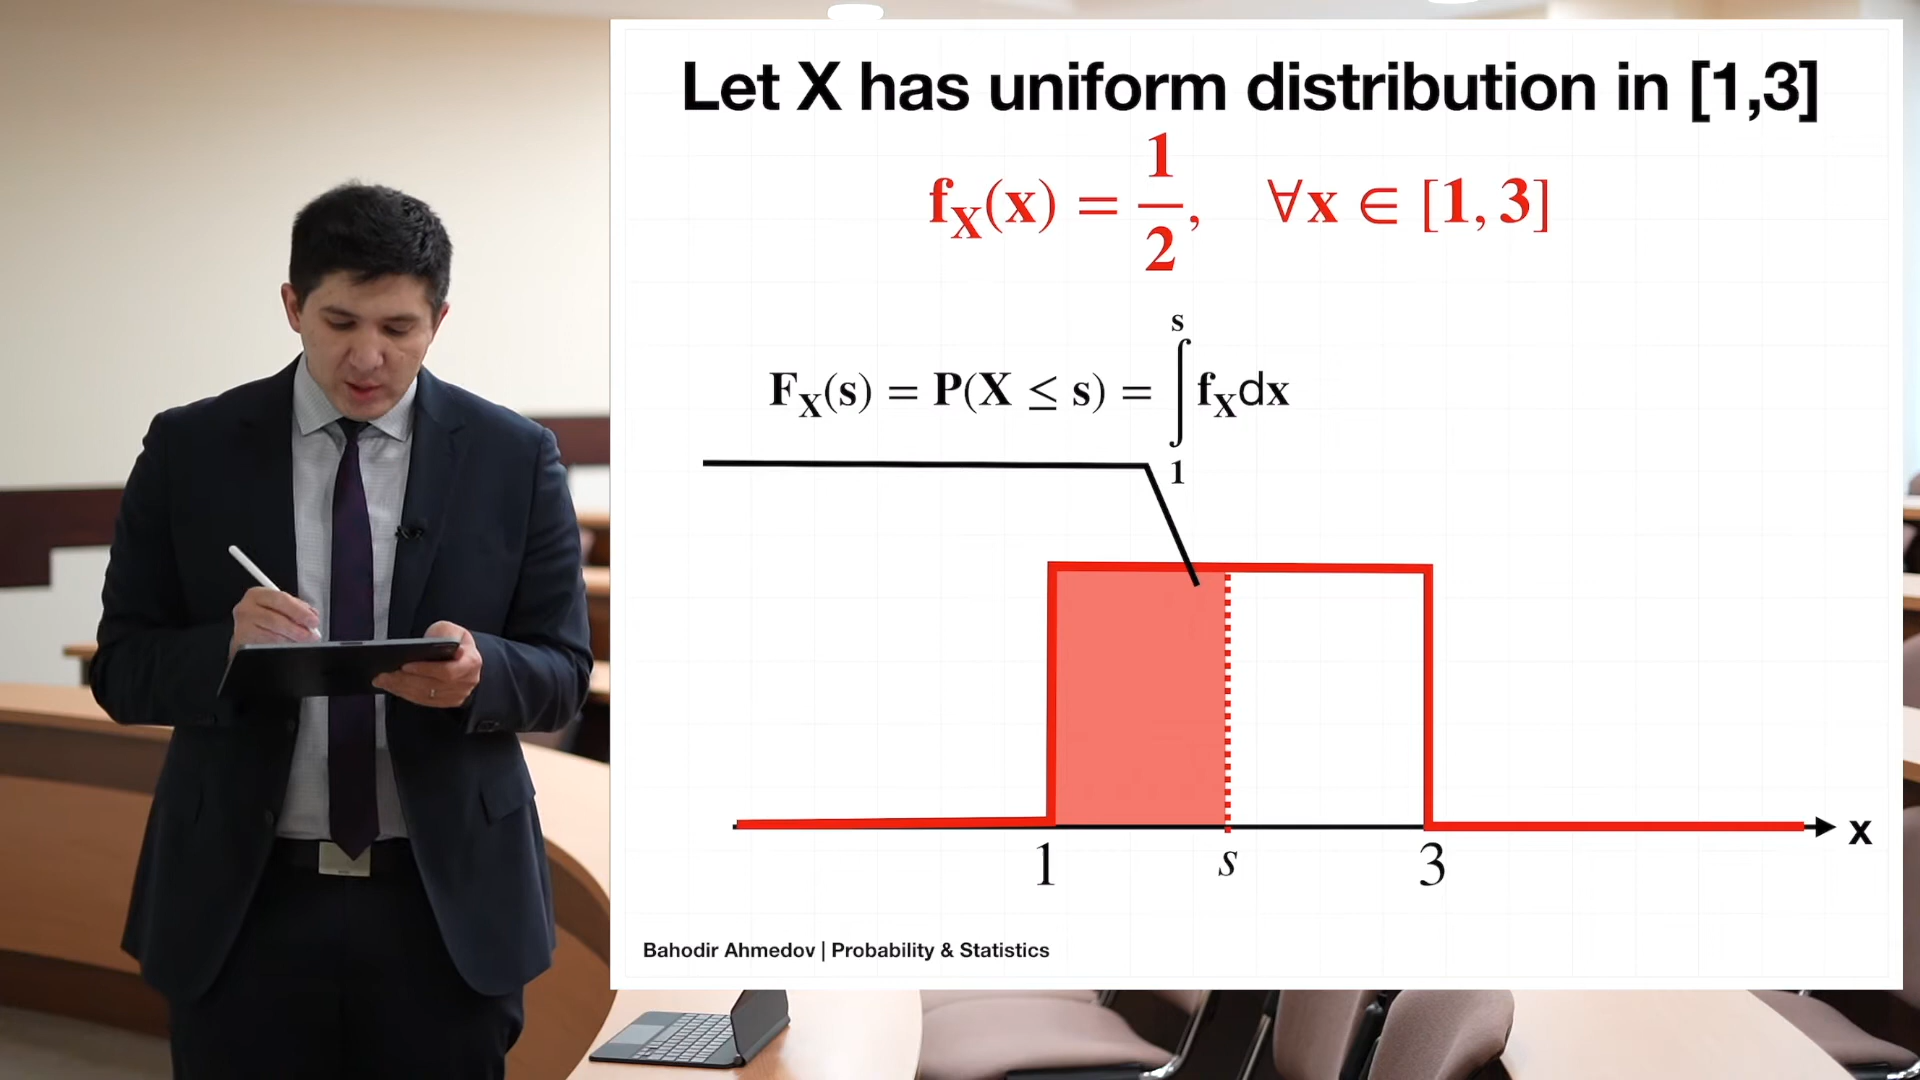 Let X has uniform distribution in [1,3]
f_X(x) = 1/2, ∀x ∈ [1, 3]
F_X(s) = P(X ≤ s) = ∫_1^s f_X dx
x
1 s 3
Bahodir Ahmedov | Probability & Statistics